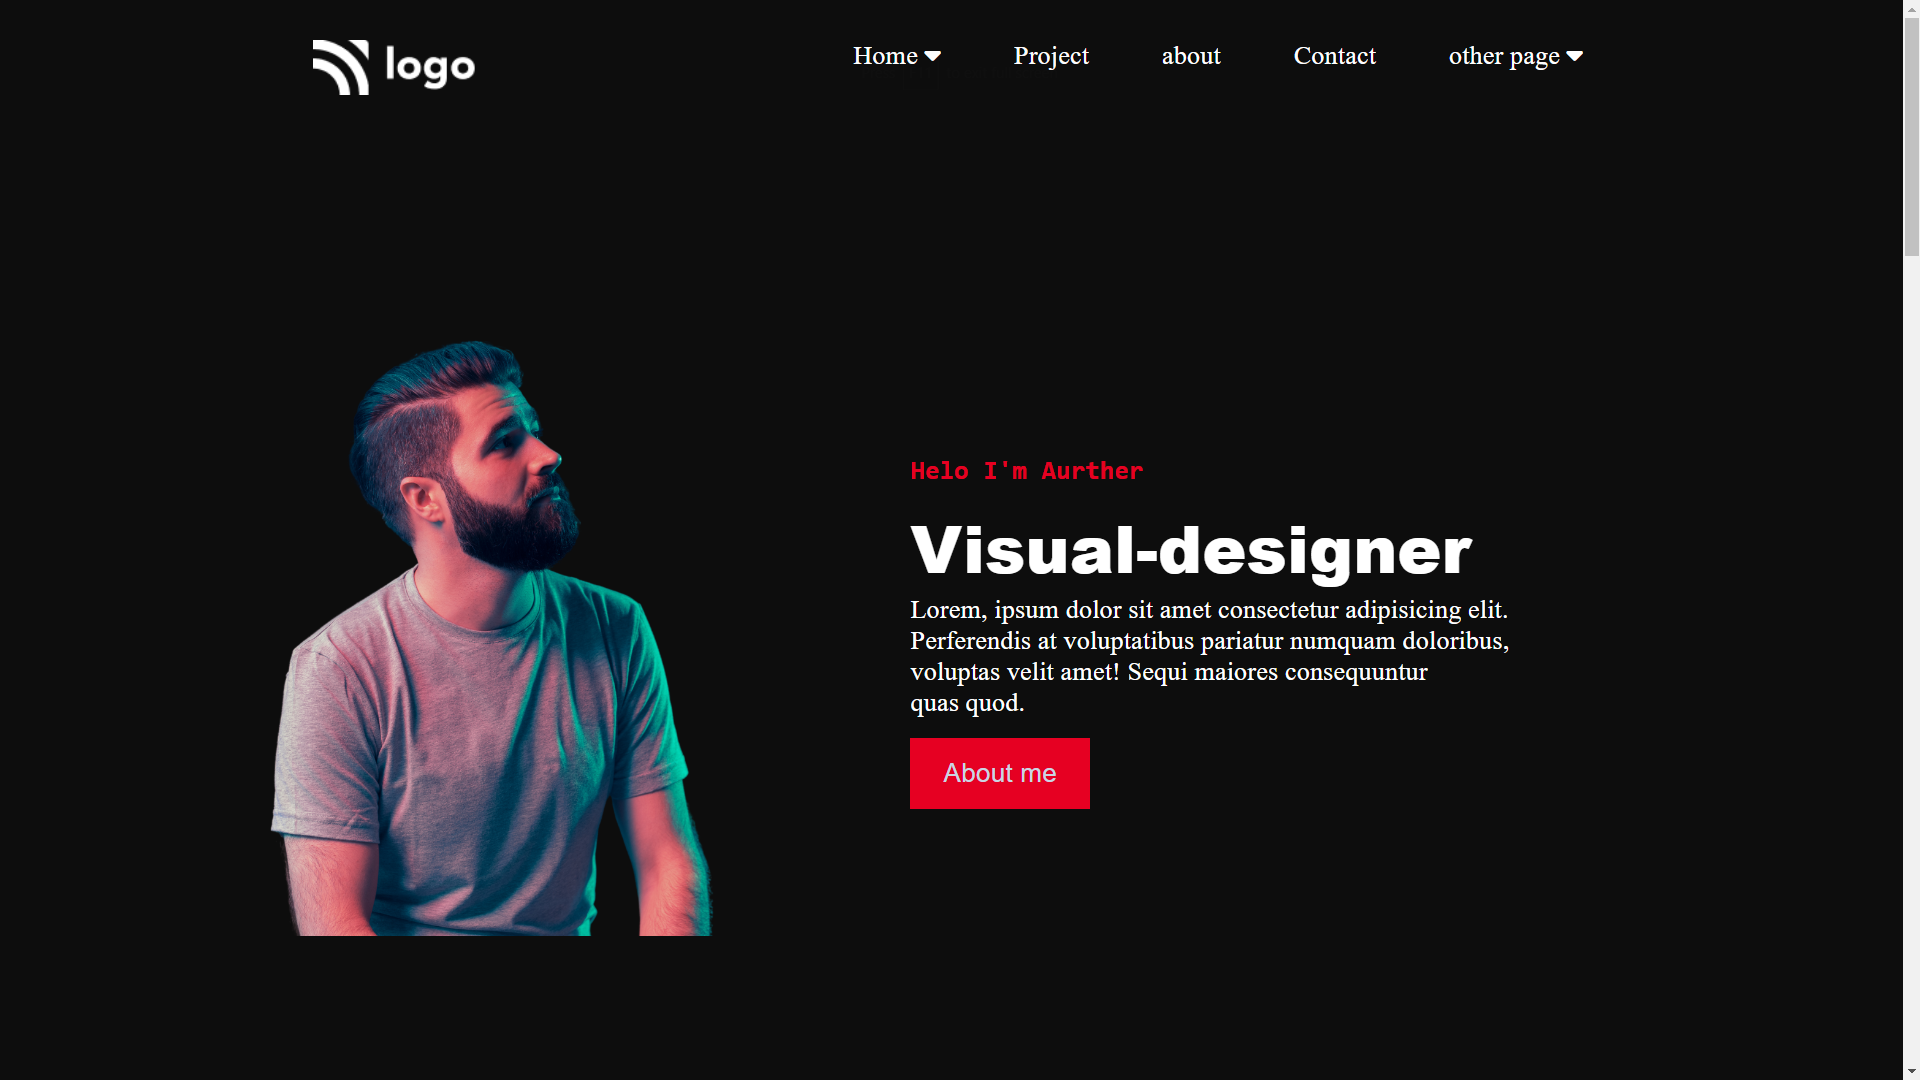 logo
Home
Project
about
Contact
other page
Helo I'm Aurther
Visual-designer
Lorem, ipsum dolor sit amet consectetur adipisicing elit.
Perferendis at voluptatibus pariatur numquam doloribus,
voluptas velit amet! Sequi maiores consequuntur
quas quod.
About me